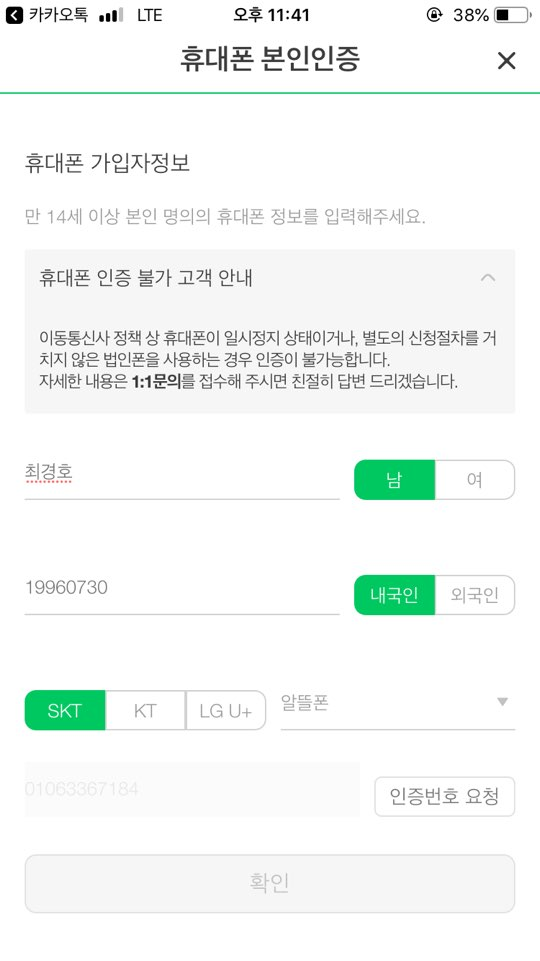 카카오톡 LTE 오후 11:41 38%
휴대폰 본인인증
휴대폰 가입자정보
만 14세 이상 본인 명의의 휴대폰 정보를 입력해주세요.
휴대폰 인증 불가 고객 안내
이동통신사 정책 상 휴대폰이 일시정지 상태이거나, 별도의 신청절차를 거
치지 않은 법인폰을 사용하는 경우 인증이 불가능합니다.
자세한 내용은 1:1문의를 접수해 주시면 친절히 답변 드리겠습니다.
최경호 남 여
19960730 내국인 외국인
SKT KT LG U+ 알뜰폰
01063367184 인증번호 요청
확인